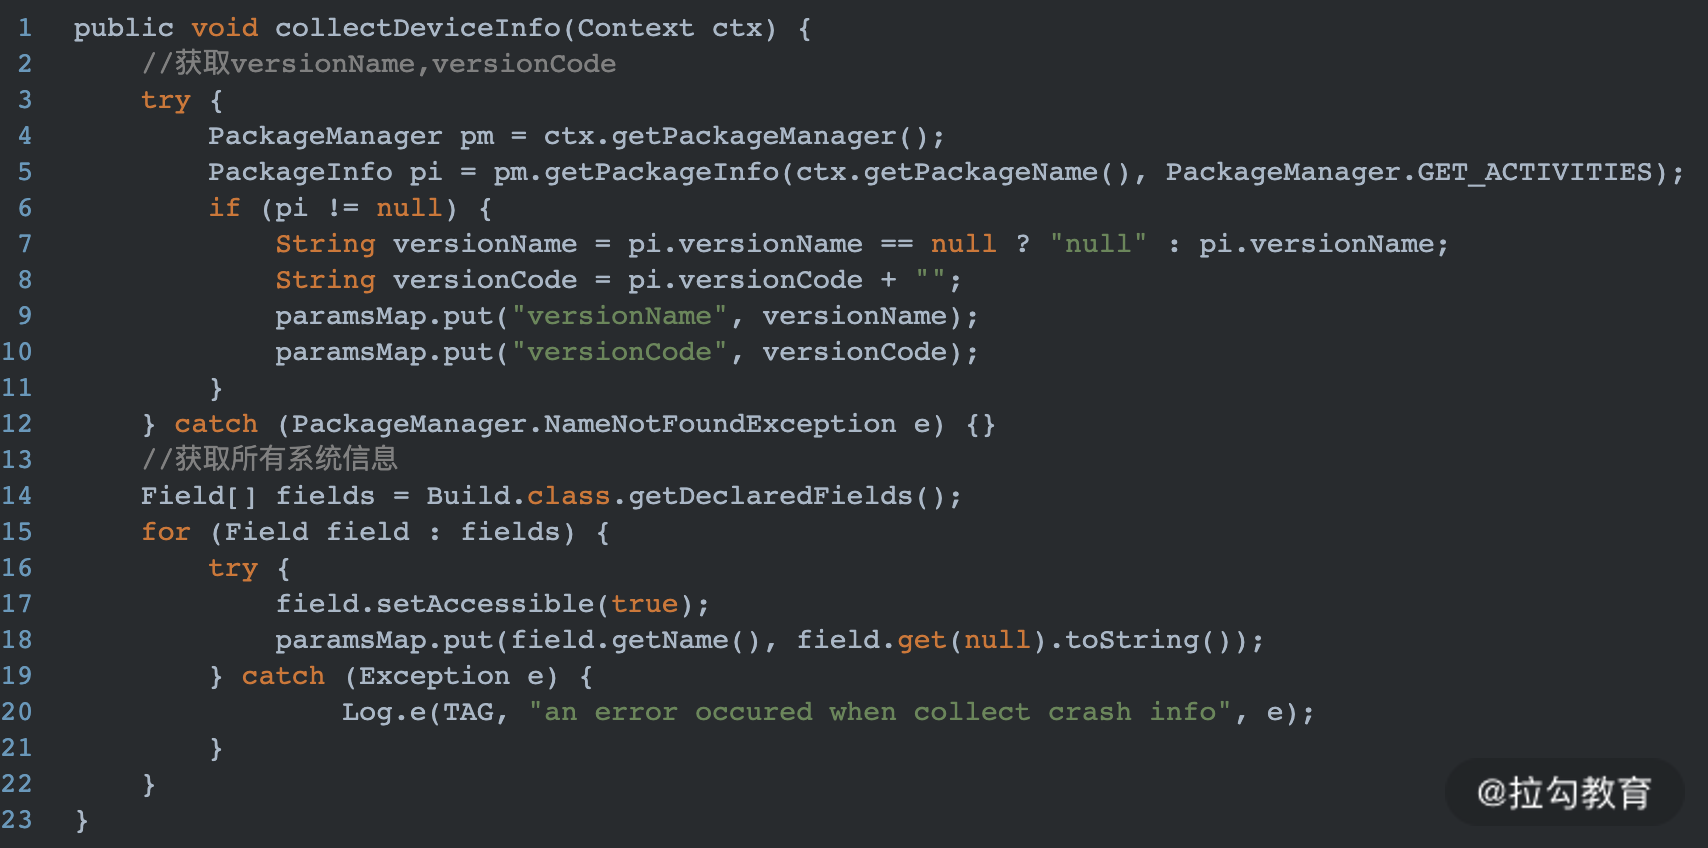 1 public void collectDeviceInfo(Context ctx) {
2 //获取versionName,versionCode
3 try {
4 PackageManager pm = ctx.getPackageManager();
5 PackageInfo pi = pm.getPackageInfo(ctx.getPackageName(), PackageManager.GET_ACTIVITIES);
6 if (pi != null) {
7 String versionName = pi.versionName == null ? "null" : pi.versionName;
8 String versionCode = pi.versionCode + "";
9 paramsMap.put("versionName", versionName);
10 paramsMap.put("versionCode", versionCode);
11 }
12 } catch (PackageManager.NameNotFoundException e) {}
13 //获取所有系统信息
14 Field[] fields = Build.class.getDeclaredFields();
15 for (Field field : fields) {
16 try {
17 field.setAccessible(true);
18 paramsMap.put(field.getName(), field.get(null).toString());
19 } catch (Exception e) {
20 Log.e(TAG, "an error occured when collect crash info", e);
21 }
22 }
23 }
@拉勾教育